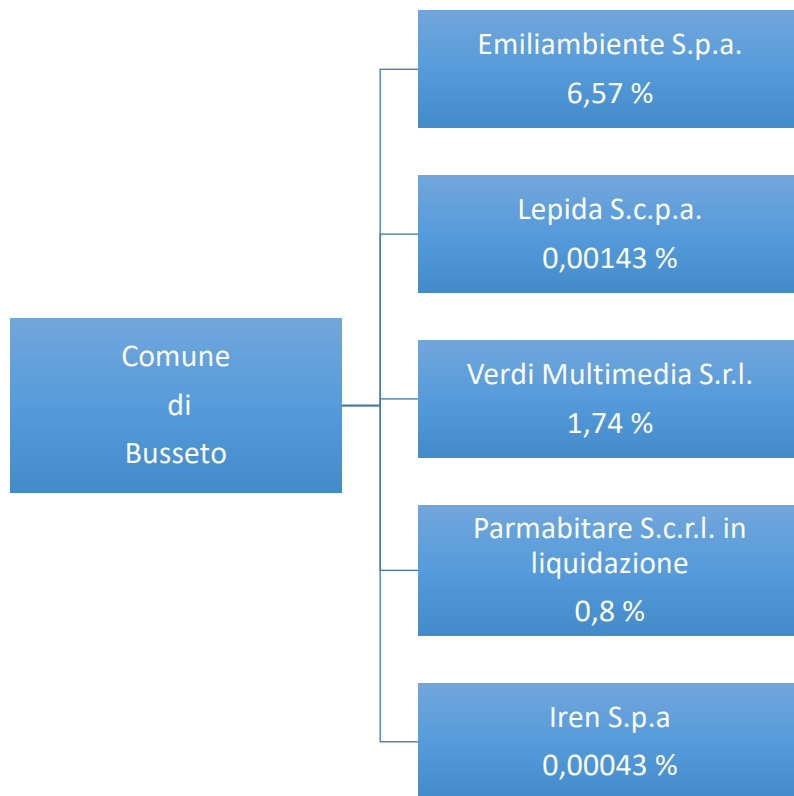 Comune
di
Busseto
Emiliambiente S.p.a.
6,57 %
Lepida S.c.p.a.
0,00143 %
Verdi Multimedia S.r.l.
1,74 %
Parmabitare S.c.r.l. in
liquidazione
0,8 %
Iren S.p.a
0,00043 %